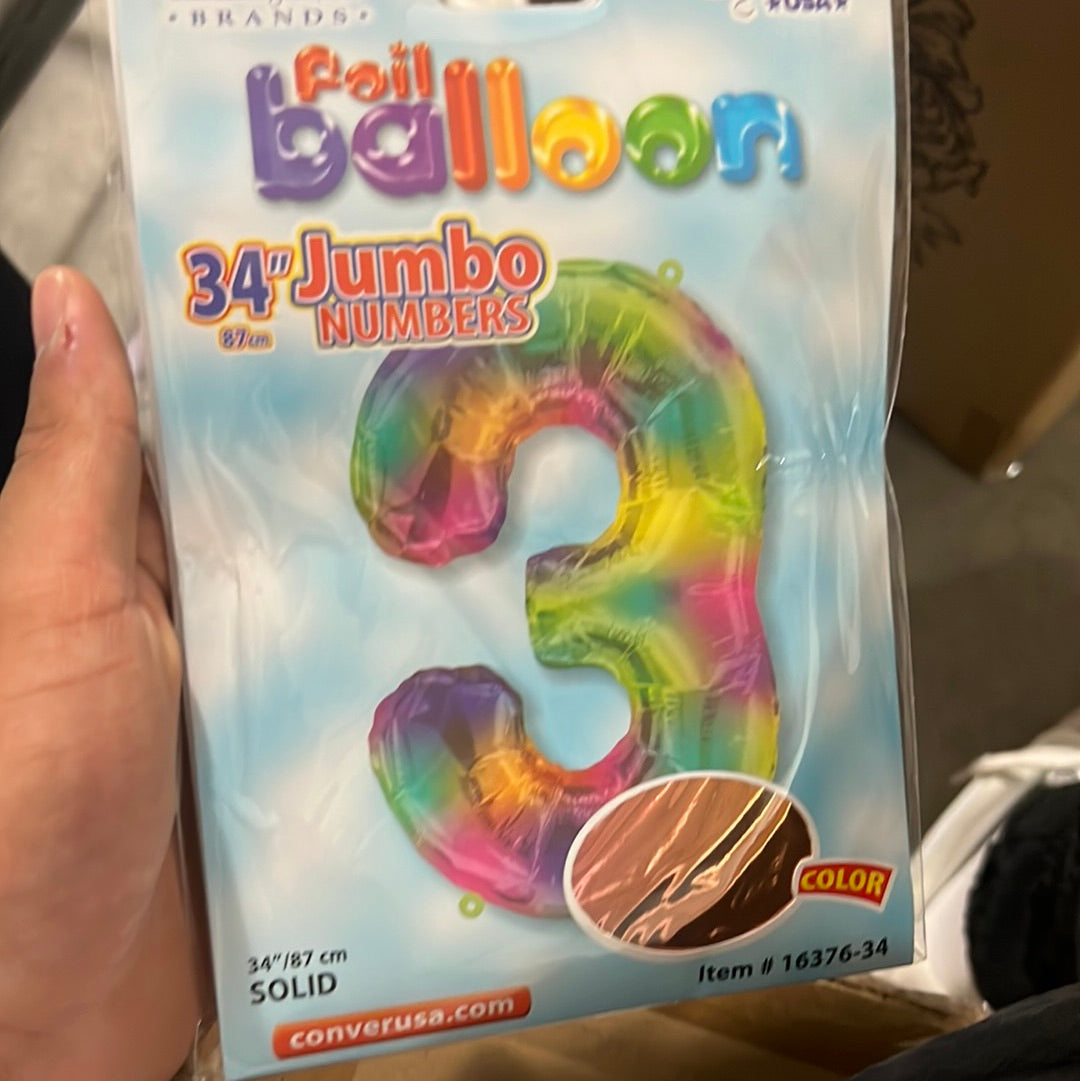 • BRANDS •
★USA★
Foil
balloon
34" Jumbo
NUMBERS
87cm
COLOR
34"/87 cm
SOLID
Item # 16376-34
converusa.com